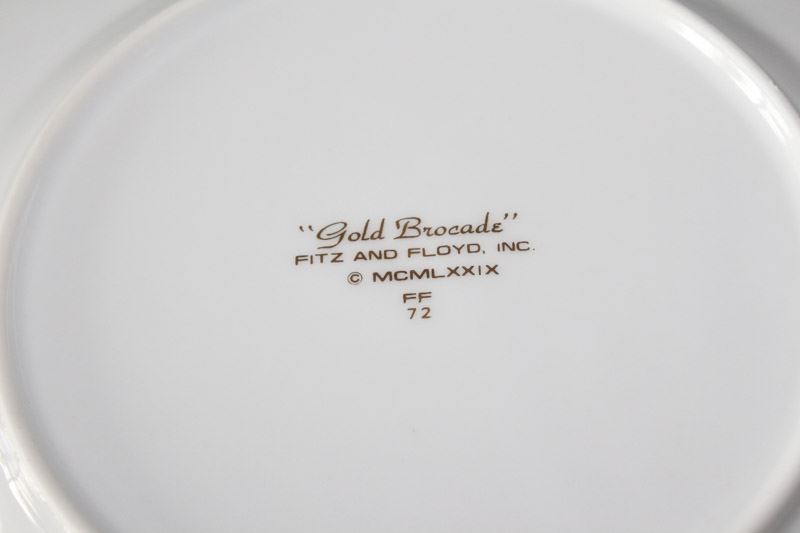 "Gold Brocade"
FITZ AND FLOYD, INC.
© MCMLXXIX
FF
72